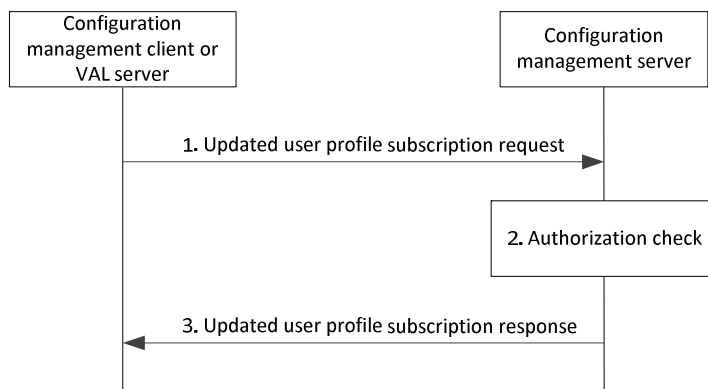 Configuration
management client or
VAL server
Configuration
management server
1. Updated user profile subscription request
2. Authorization check
3. Updated user profile subscription response